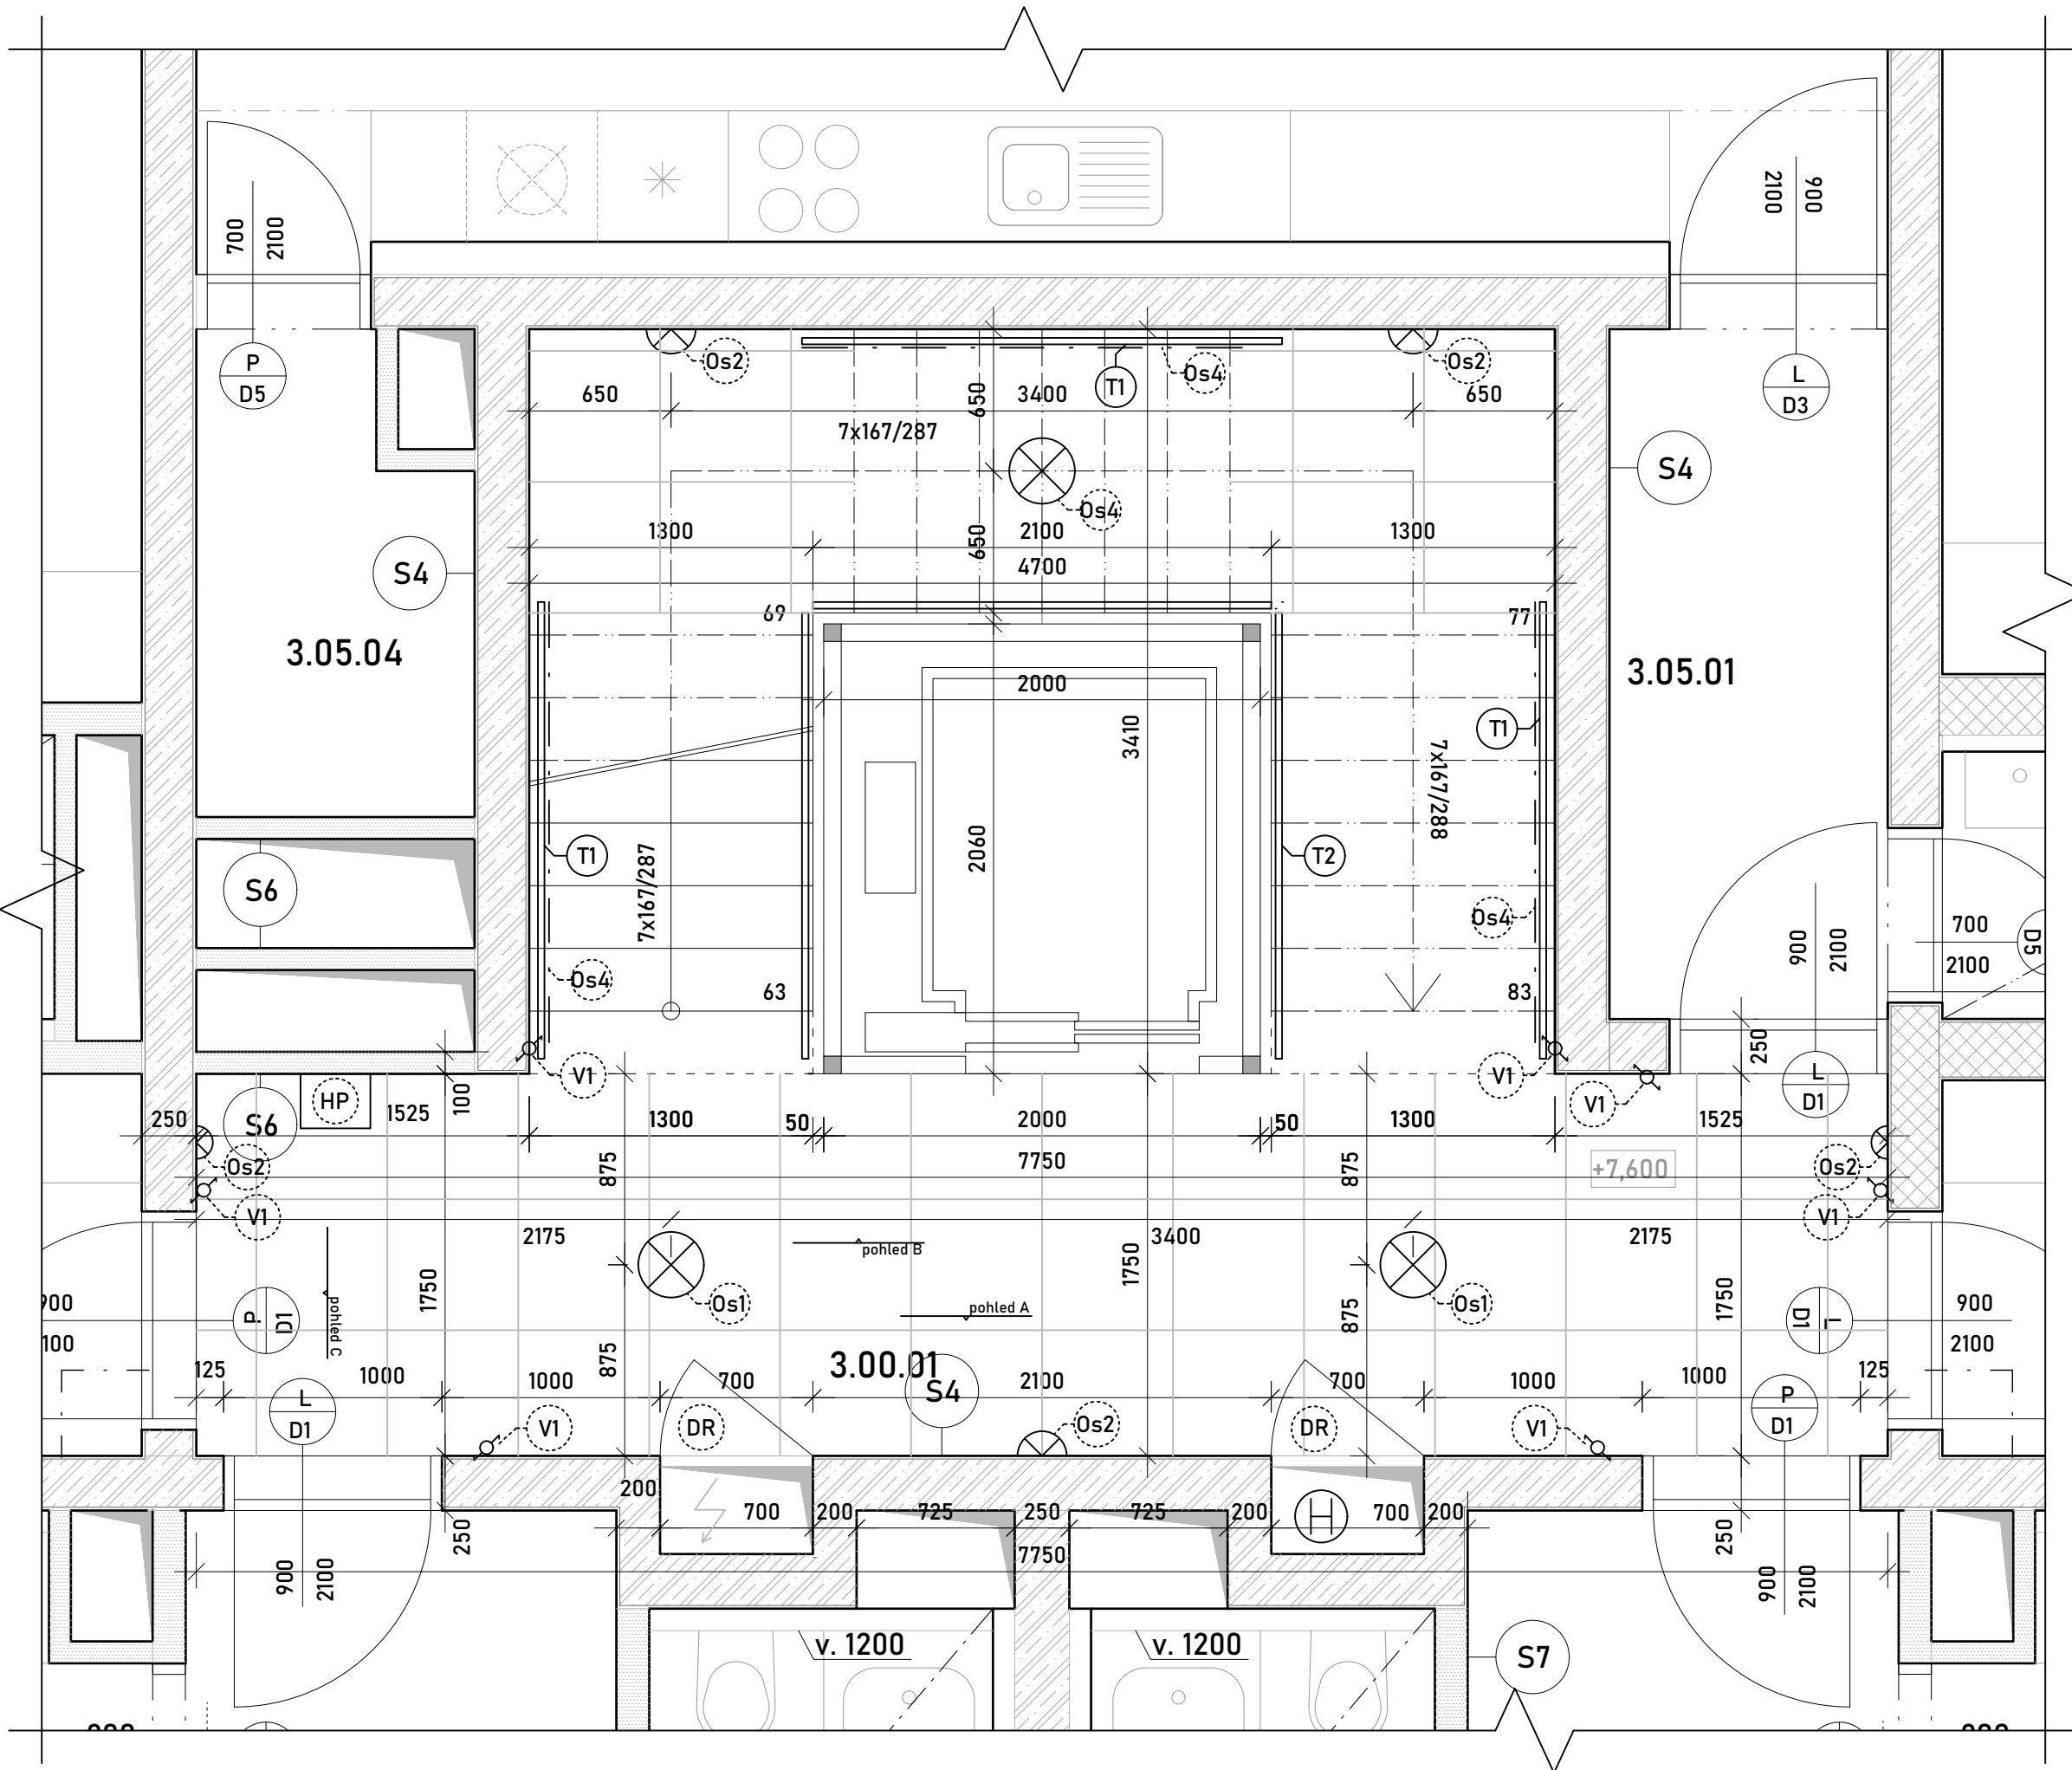 700
2100
2100
900
P
D5
L
D3
Os2
T1
Os4
Os2
650
3400
650
650
7x167/287
S4
Os4
1300
2100
1300
650
4700
S4
69
77
3.05.04
3.05.01
2000
T1
3410
7x167/288
2060
T1
T2
7x167/287
S6
Os4
Os4
900
2100
700
2100
D5
63
83
250
V1
V1
V1
L
D1
HP
1525
100
S6
250
1300
50
2000
50
1300
1525
7750
875
875
+7,600
Os2
Os2
V1
V1
2175
pohled B
3400
2175
1750
1750
1750
Os1
Os1
pohled A
pohled C
P
D1
L
D1
900
2100
900
100
875
875
3.00.01
S4
125
1000
1000
700
2100
700
1000
1000
125
L
D1
P
D1
V1
DR
Os2
DR
V1
200
700
200
725
250
725
200
H
700
200
250
250
7750
900
2100
900
2100
v. 1200
v. 1200
S7